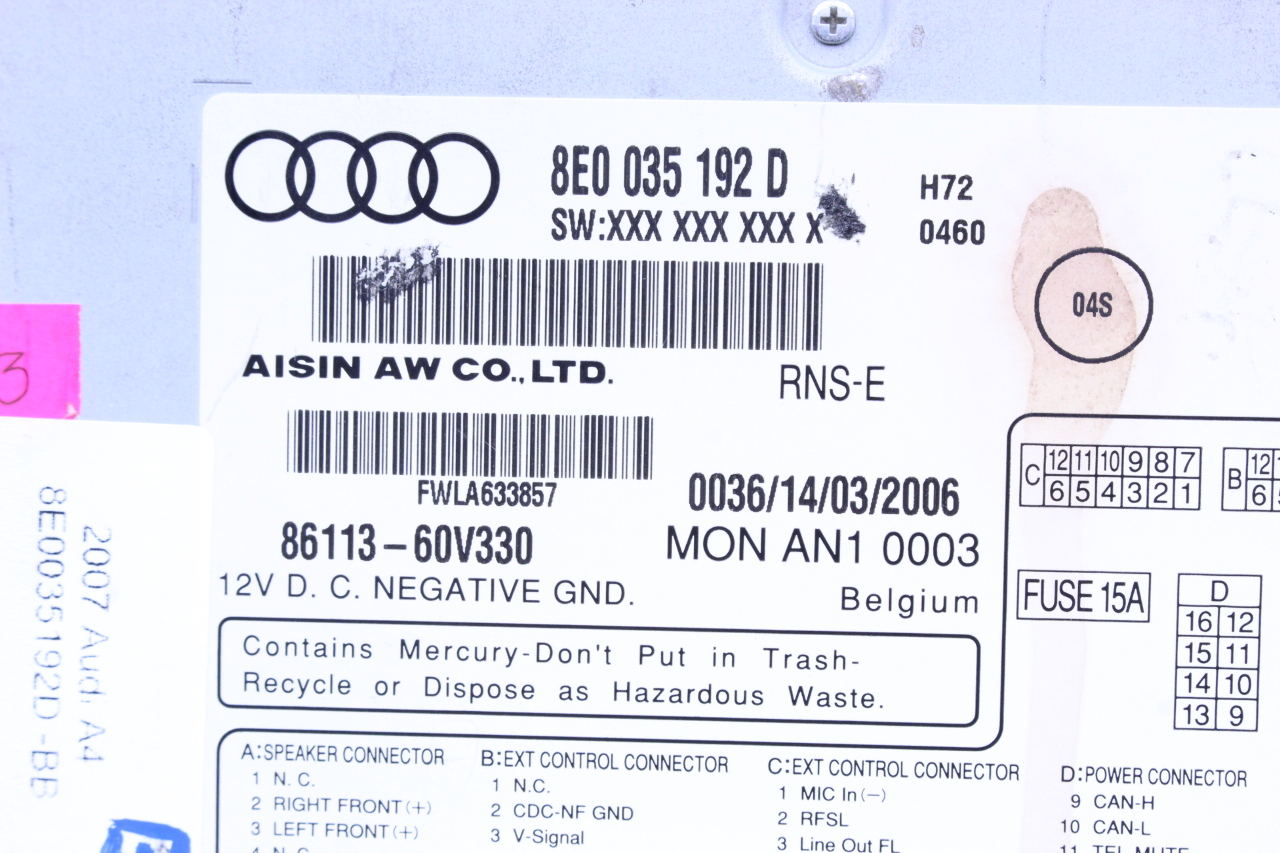 8E0 035 192 D
SW:XXX XXX XXX X
H72
0460
04S
AISIN AW CO.,LTD.
RNS-E
FWLA633857
0036/14/03/2006
86113-60V330
MON AN1 0003
12V D. C. NEGATIVE GND.
Belgium
Contains Mercury-Don't Put in Trash-
Recycle or Dispose as Hazardous Waste.
C 12 11 10 9 8 7
6 5 4 3 2 1
B 12
6
FUSE 15A
D
16 12
15 11
14 10
13 9
A:SPEAKER CONNECTOR
1 N. C.
2 RIGHT FRONT(+)
3 LEFT FRONT(+)
4 N. C.
B:EXT CONTROL CONNECTOR
1 N.C.
2 CDC-NF GND
3 V-Signal
C:EXT CONTROL CONNECTOR
1 MIC In(-)
2 RFSL
3 Line Out FL
D:POWER CONNECTOR
9 CAN-H
10 CAN-L
11 TEL MUTE
3
2007 Audi A4
8E0035192D-BB